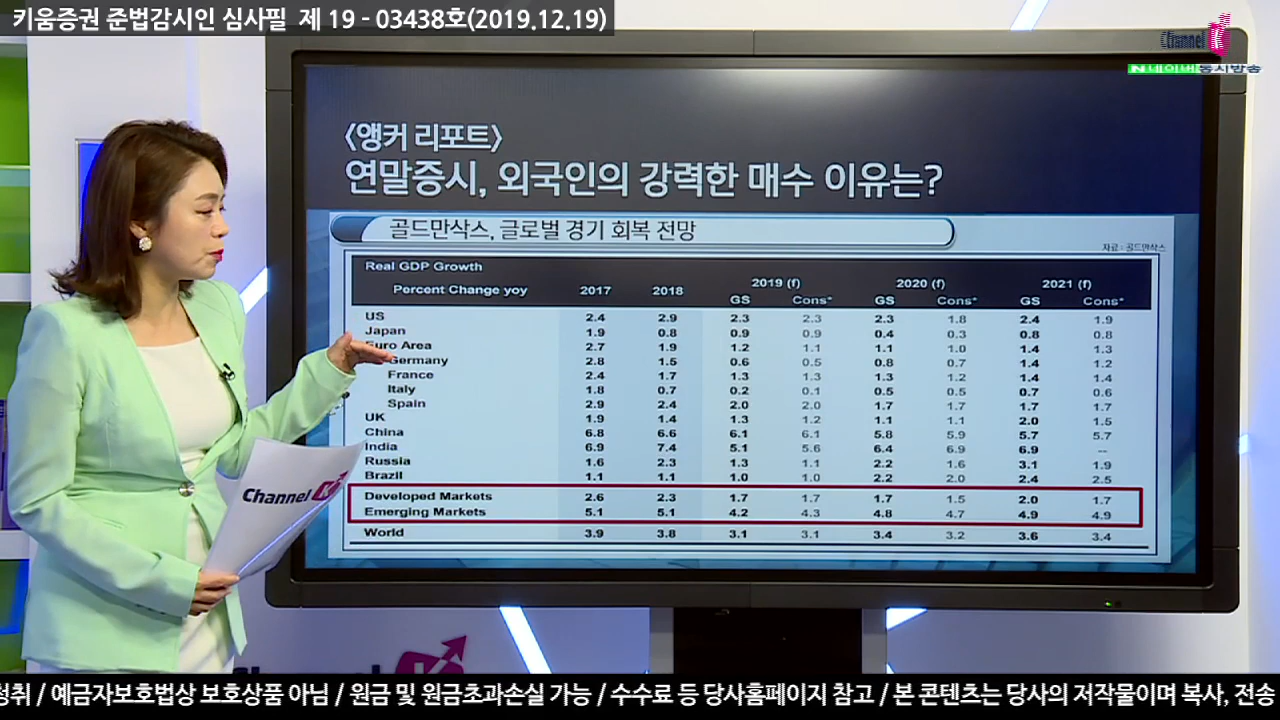 키움증권 준법감시인 심사필 제 19 - 03438호(2019.12.19)
Channel K
N 네이버 동시방송
<앵커 리포트>
연말증시, 외국인의 강력한 매수 이유는?
골드만삭스, 글로벌 경기 회복 전망
자료 : 골드만삭스
Real GDP Growth 2019 (f) 2020 (f) 2021 (f)
Percent Change yoy 2017 2018 GS Cons* GS Cons* GS Cons*
US 2.4 2.9 2.3 2.3 2.3 1.8 2.4 1.9
Japan 1.9 0.8 0.9 0.9 0.4 0.3 0.8 0.8
Euro Area 2.7 1.9 1.2 1.1 1.1 1.0 1.4 1.3
Germany 2.8 1.5 0.6 0.5 0.8 0.7 1.4 1.2
France 2.4 1.7 1.3 1.3 1.3 1.2 1.4 1.4
Italy 1.8 0.7 0.2 0.1 0.5 0.5 0.7 0.6
Spain 2.9 2.4 2.0 2.0 1.7 1.7 1.7 1.7
UK 1.9 1.4 1.3 1.2 1.1 1.1 2.0 1.5
China 6.8 6.6 6.1 6.1 5.8 5.9 5.7 5.7
India 6.9 7.4 5.1 5.6 6.4 6.9 6.9 --
Russia 1.6 2.3 1.3 1.1 2.2 1.6 3.1 1.9
Brazil 1.1 1.1 1.0 1.0 2.2 2.0 2.4 2.5
Developed Markets 2.6 2.3 1.7 1.7 1.7 1.5 2.0 1.7
Emerging Markets 5.1 5.1 4.2 4.3 4.8 4.7 4.9 4.9
World 3.9 3.8 3.1 3.1 3.4 3.2 3.6 3.4
Channel K
Channel K
청취 / 예금자보호법상 보호상품 아님 / 원금 및 원금초과손실 가능 / 수수료 등 당사홈페이지 참고 / 본 콘텐츠는 당사의 저작물이며 복사, 전송